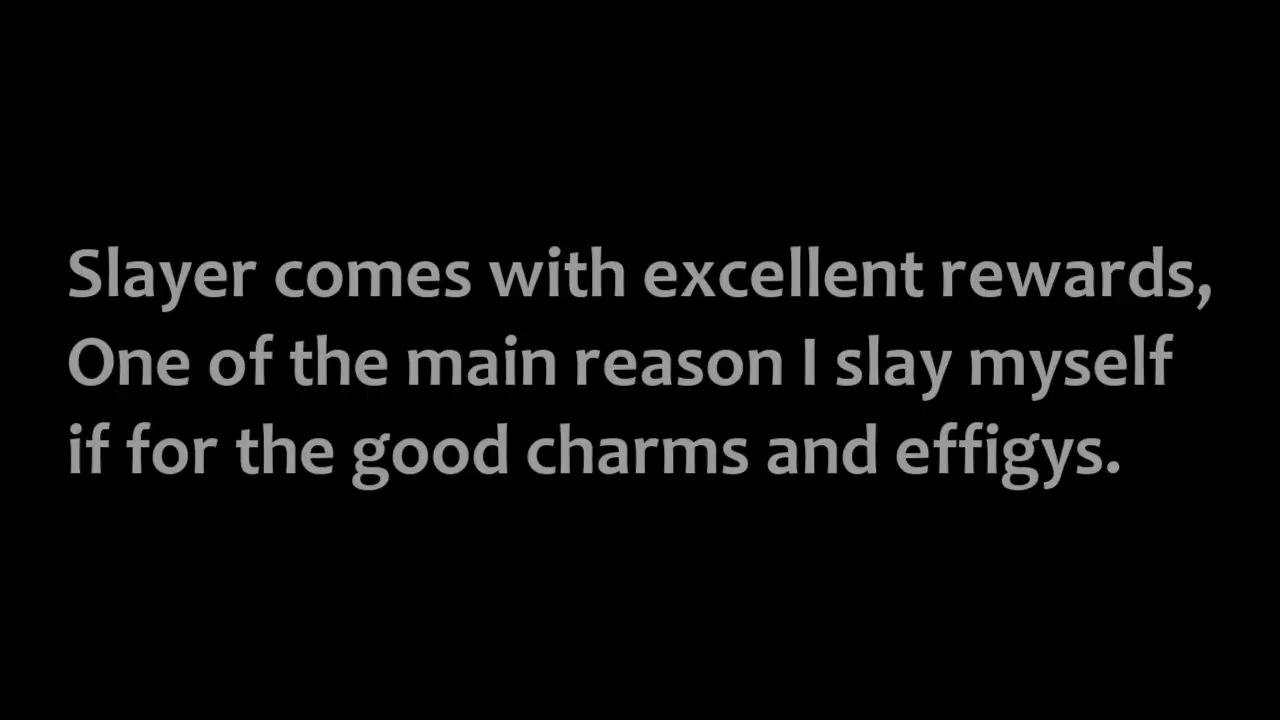 Slayer comes with excellent rewards,
One of the main reason I slay myself
if for the good charms and effigys.